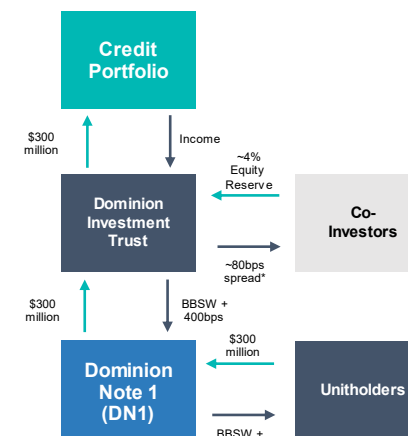 Credit
Portfolio
$300
million
Income
~4%
Equity
Reserve
Dominion
Investment
Trust
Co-
Investors
~80bps
spread*
$300
million
BBSW +
400bps
$300
million
Dominion
Note 1
(DN1)
Unitholders
BBSW +